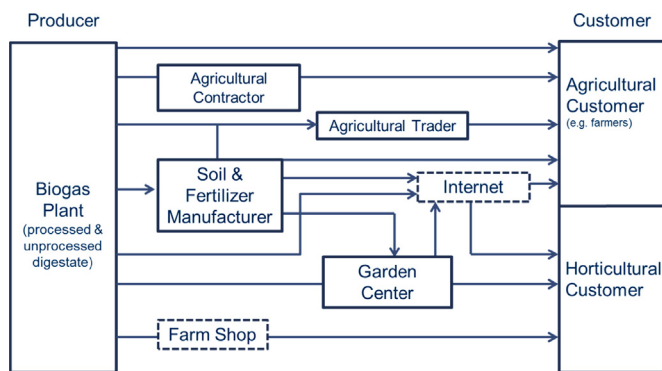 Producer
Customer
Agricultural
Contractor
Agricultural
Customer
(e.g. farmers)
Agricultural Trader
Biogas
Plant
(processed &
unprocessed
digestate)
Soil &
Fertilizer
Manufacturer
Internet
Garden
Center
Horticultural
Customer
Farm Shop